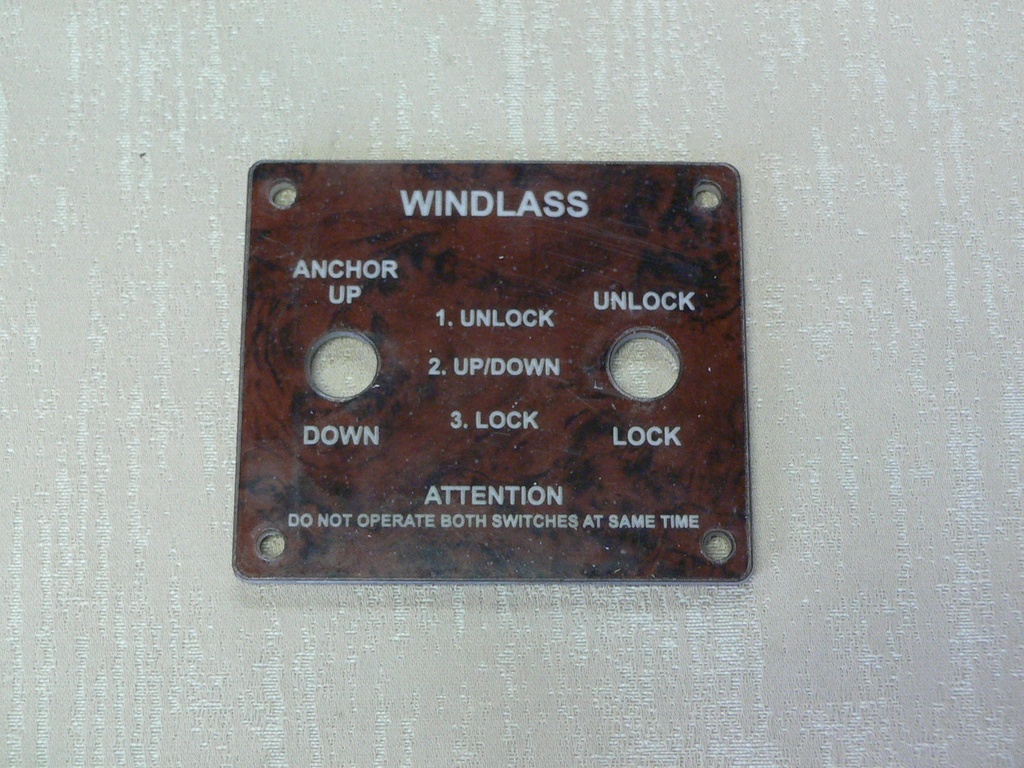 WINDLASS
ANCHOR
UP
UNLOCK
1. UNLOCK
2. UP/DOWN
3. LOCK
DOWN
LOCK
ATTENTION
DO NOT OPERATE BOTH SWITCHES AT SAME TIME